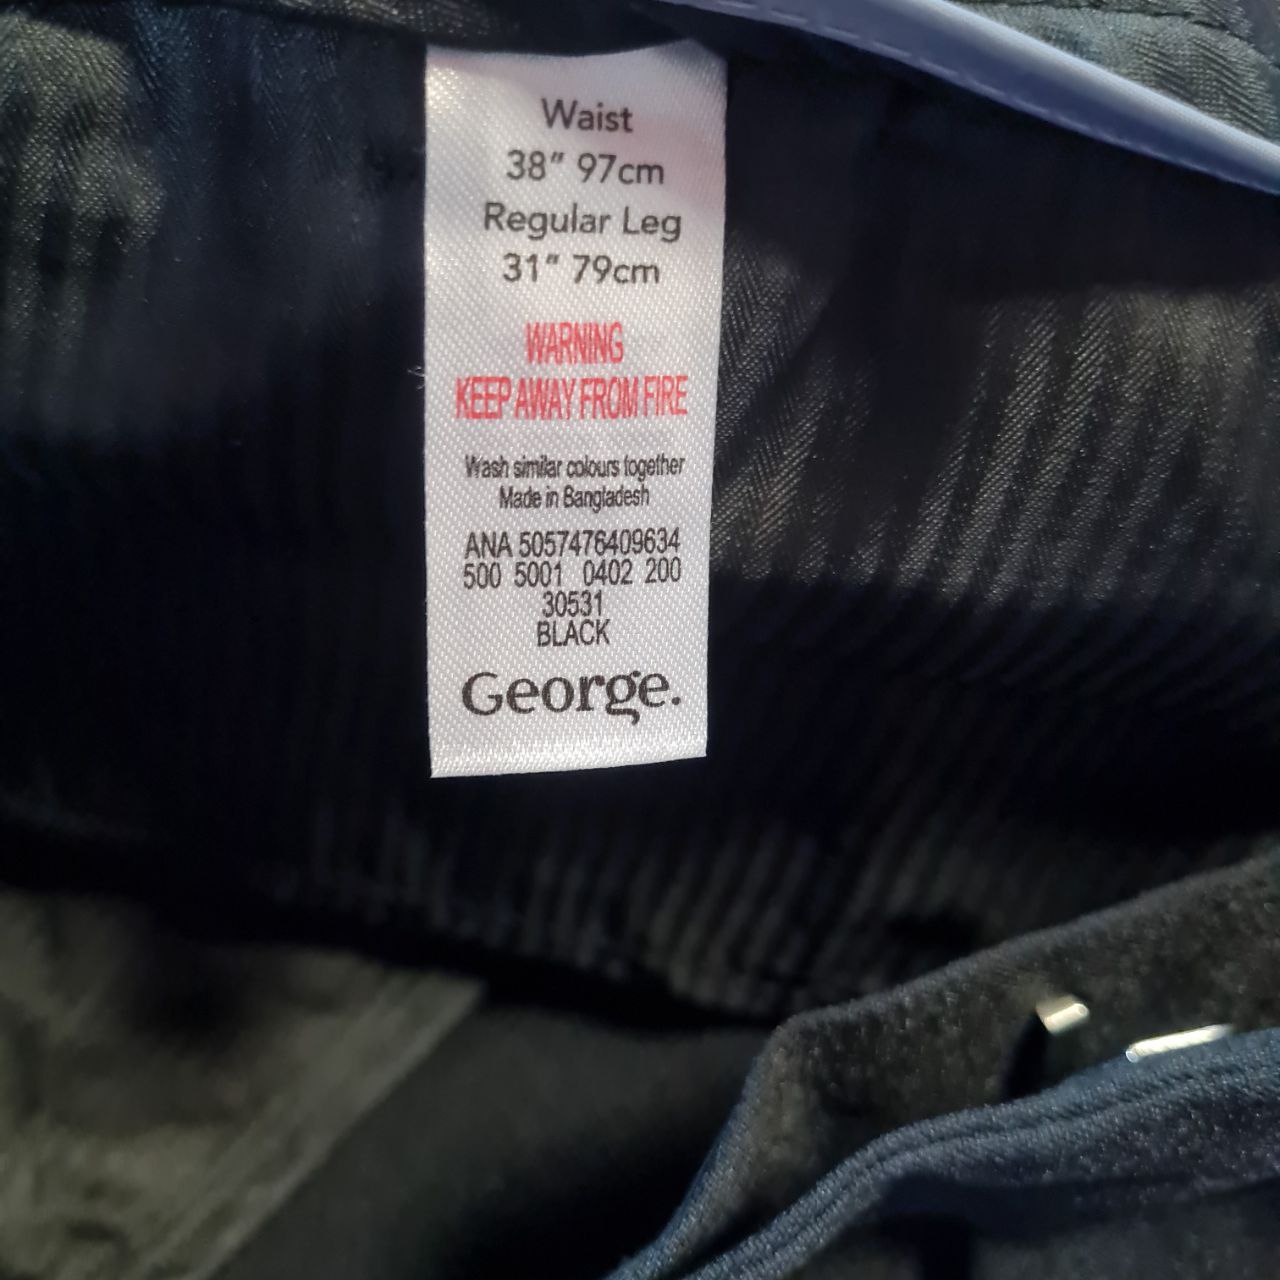 Waist
38" 97cm
Regular Leg
31" 79cm
WARNING
KEEP AWAY FROM FIRE
Wash similar colours together
Made in Bangladesh
ANA 5057476409634
500 5001 0402 200
30531
BLACK
George.